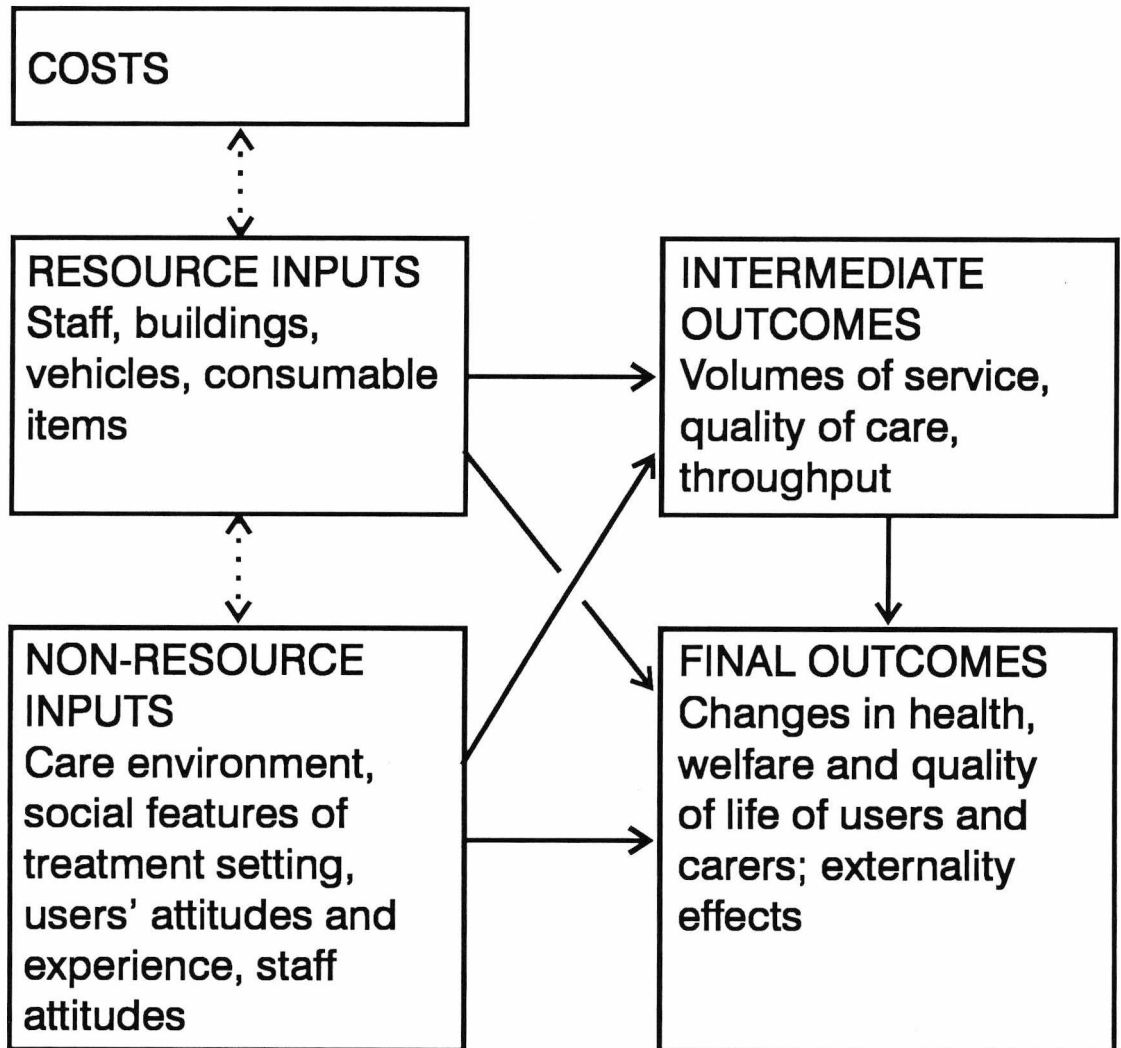 COSTS
RESOURCE INPUTS
Staff, buildings,
vehicles, consumable
items
INTERMEDIATE
OUTCOMES
Volumes of service,
quality of care,
throughput
NON-RESOURCE
INPUTS
Care environment,
social features of
treatment setting,
users' attitudes and
experience, staff
attitudes
FINAL OUTCOMES
Changes in health,
welfare and quality
of life of users and
carers; externality
effects